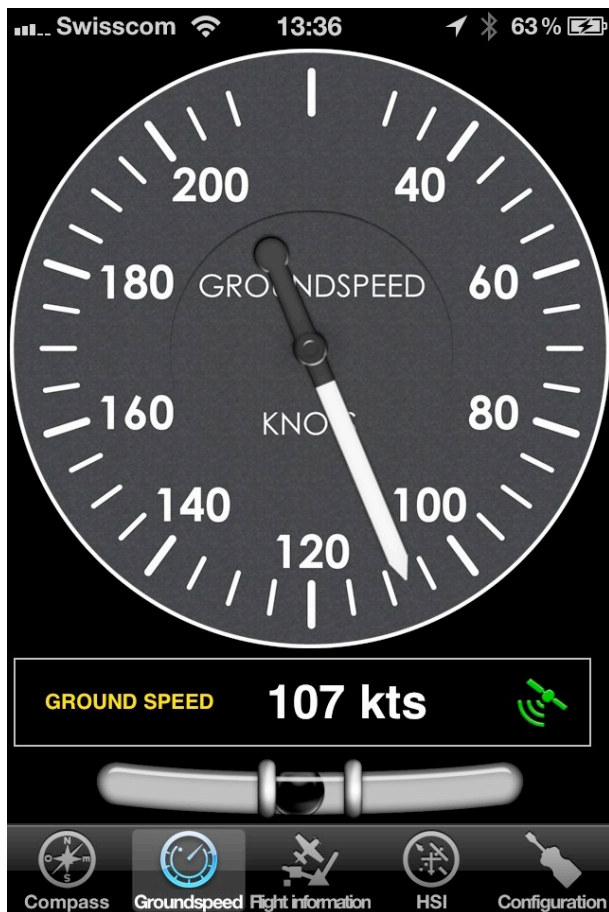 Swisscom 13:36 63%
200 40
180 GROUNDSPEED 60
160 KNOTS 80
140 100
120
GROUND SPEED 107 kts
N
O m
S
Compass Groundspeed Flight information HSI Configuration